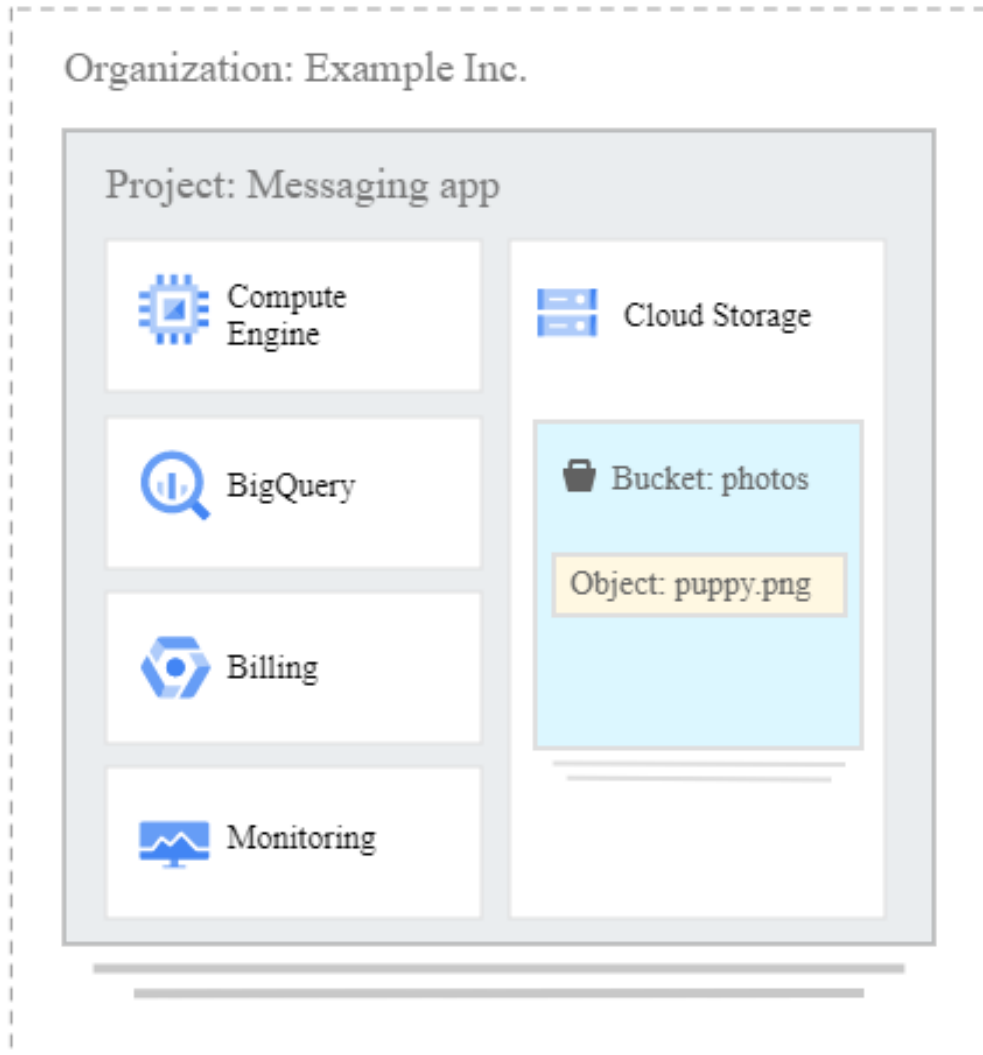 Organization: Example Inc.
Project: Messaging app
Compute
Engine
BigQuery
Billing
Monitoring
Cloud Storage
Bucket: photos
Object: puppy.png